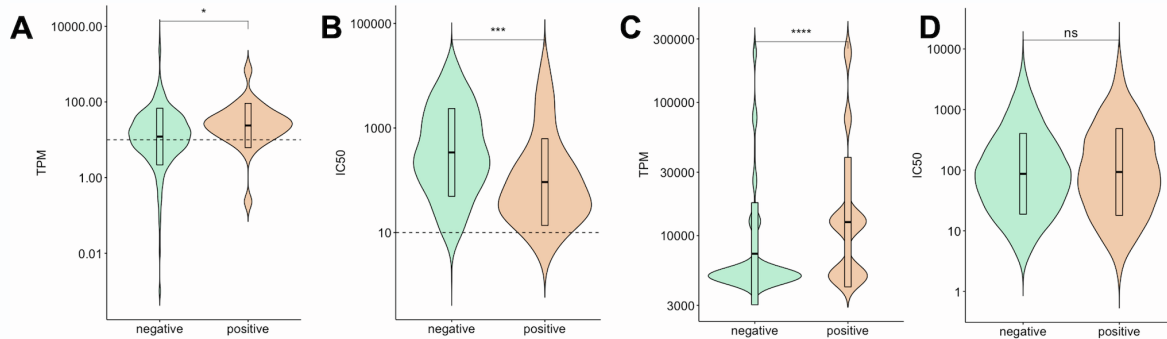 A
TPM
10000.00
100.00
1.00
0.01
*
negative
positive
B
IC50
100000
1000
10
***
negative
positive
C
TPM
300000
100000
30000
10000
3000
****
negative
positive
D
IC50
10000
1000
100
10
1
ns
negative
positive